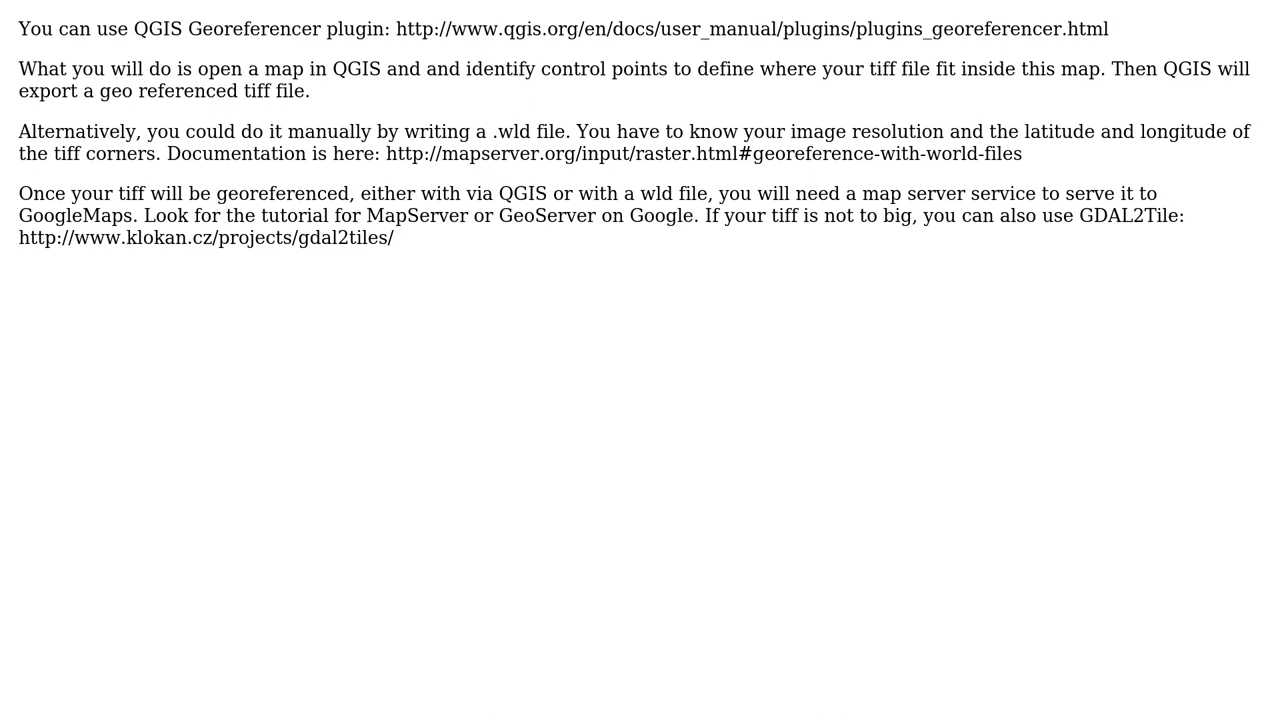 You can use QGIS Georeferencer plugin: http://www.qgis.org/en/docs/user_manual/plugins/plugins_georeferencer.html
What you will do is open a map in QGIS and and identify control points to define where your tiff file fit inside this map. Then QGIS will
export a geo referenced tiff file.
Alternatively, you could do it manually by writing a .wld file. You have to know your image resolution and the latitude and longitude of
the tiff corners. Documentation is here: http://mapserver.org/input/raster.html#georeference-with-world-files
Once your tiff will be georeferenced, either with via QGIS or with a wld file, you will need a map server service to serve it to
GoogleMaps. Look for the tutorial for MapServer or GeoServer on Google. If your tiff is not to big, you can also use GDAL2Tile:
http://www.klokan.cz/projects/gdal2tiles/